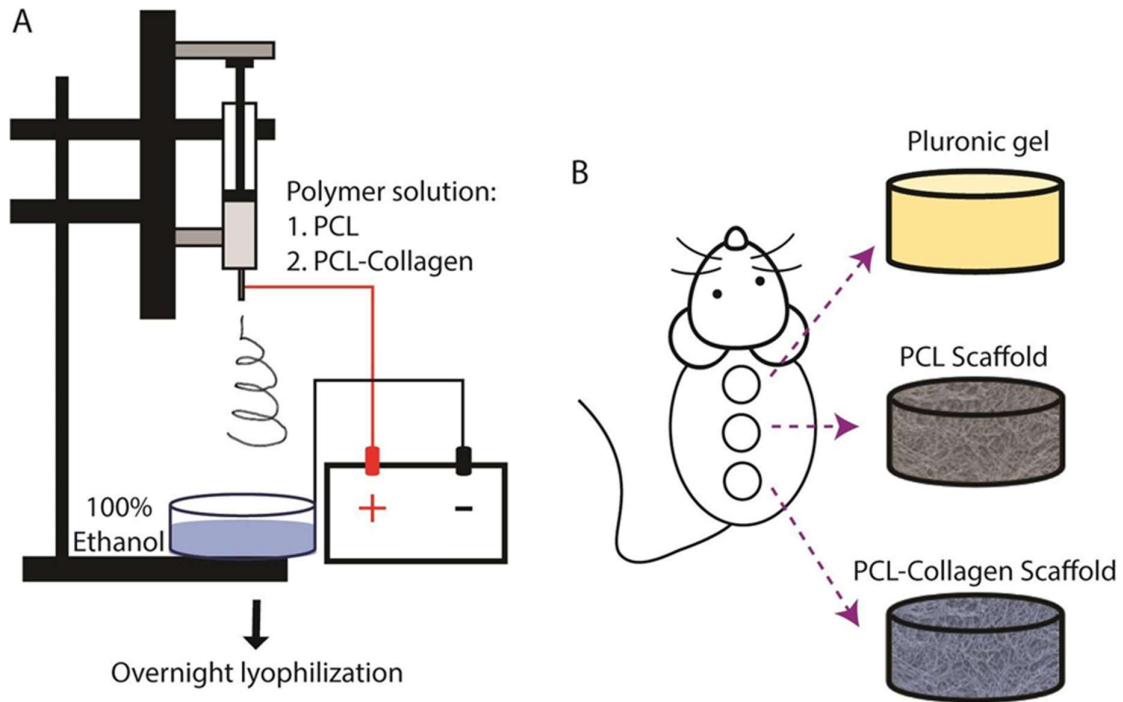 A
Polymer solution:
1. PCL
2. PCL-Collagen
100%
Ethanol
+
-
Overnight lyophilization
B
Pluronic gel
PCL Scaffold
PCL-Collagen Scaffold